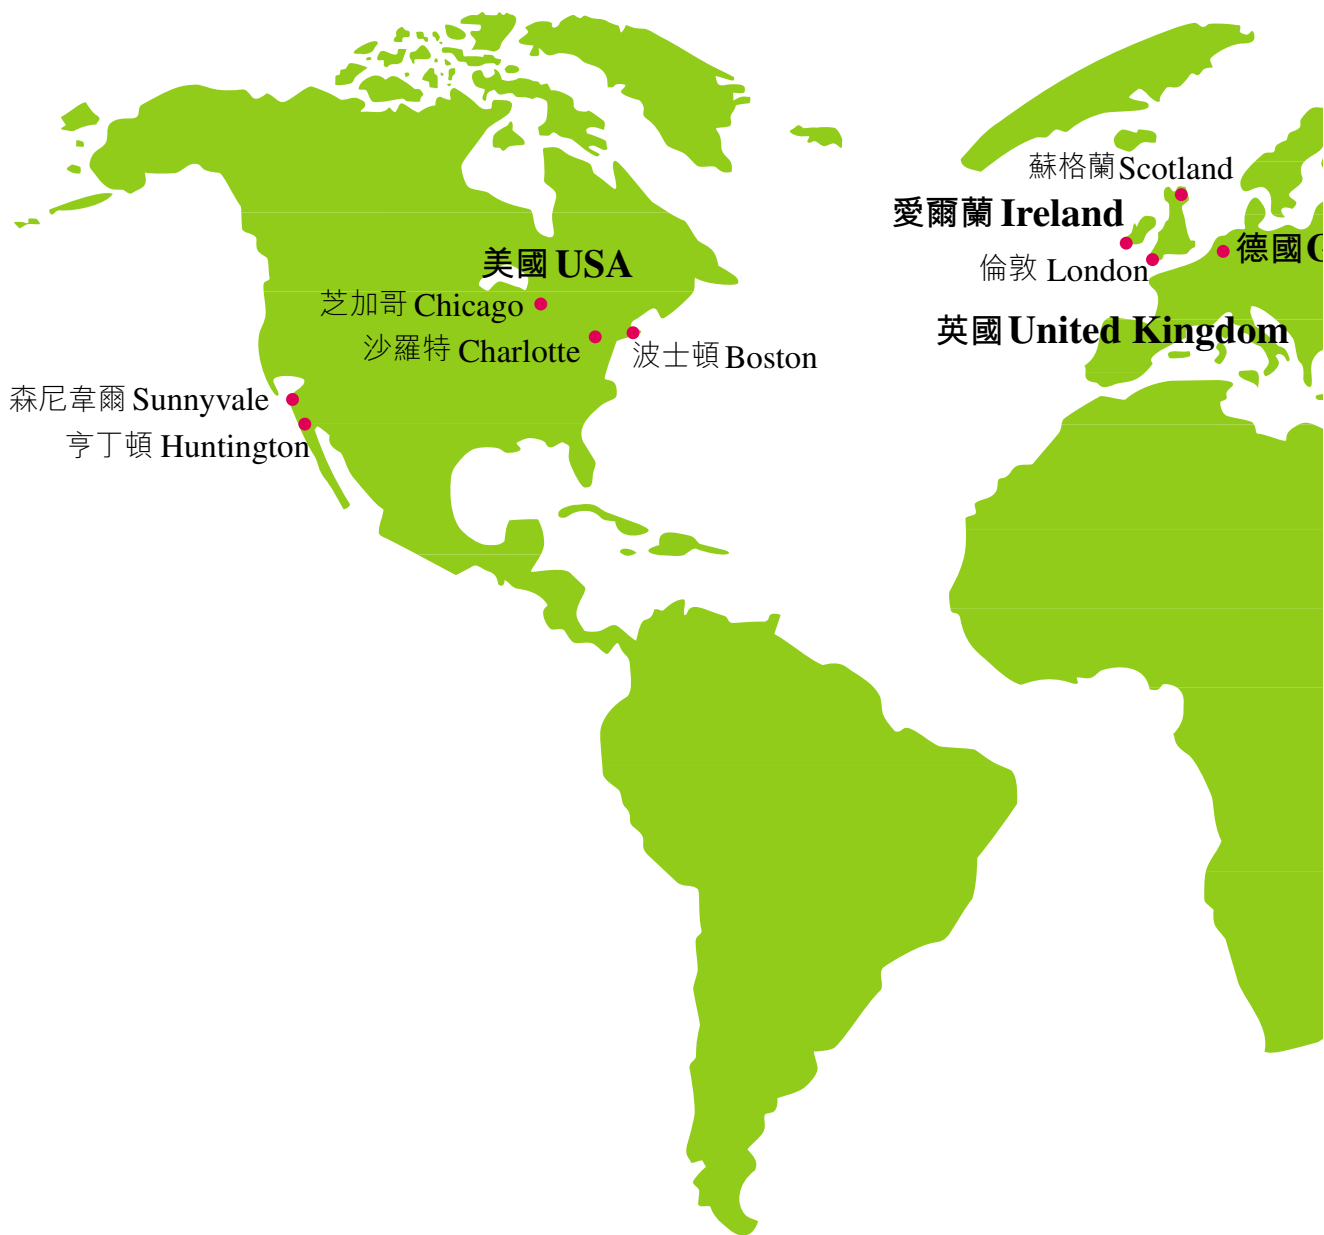 蘇格蘭 Scotland
愛爾蘭 Ireland
德國 G
倫敦 London
英國 United Kingdom
美國 USA
芝加哥 Chicago
沙羅特 Charlotte
波士頓 Boston
森尼韋爾 Sunnyvale
亨丁頓 Huntington